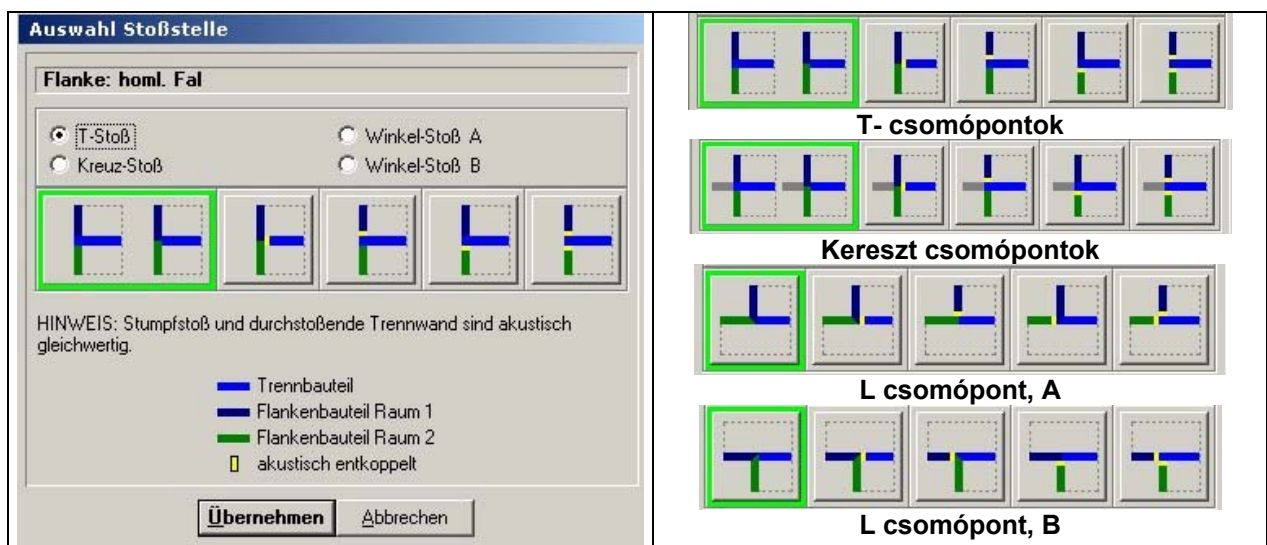 Auswahl Stoßstelle
Flanke: homl. Fal
T-Stoß
Winkel-Stoß A
Kreuz-Stoß
Winkel-Stoß B
HINWEIS: Stumpfstoß und durchstoßende Trennwand sind akustisch
gleichwertig.
Trennbauteil
Flankenbauteil Raum 1
Flankenbauteil Raum 2
akustisch entkoppelt
Übernehmen
Abbrechen
T- csomópontok
Kereszt csomópontok
L csomópont, A
L csomópont, B